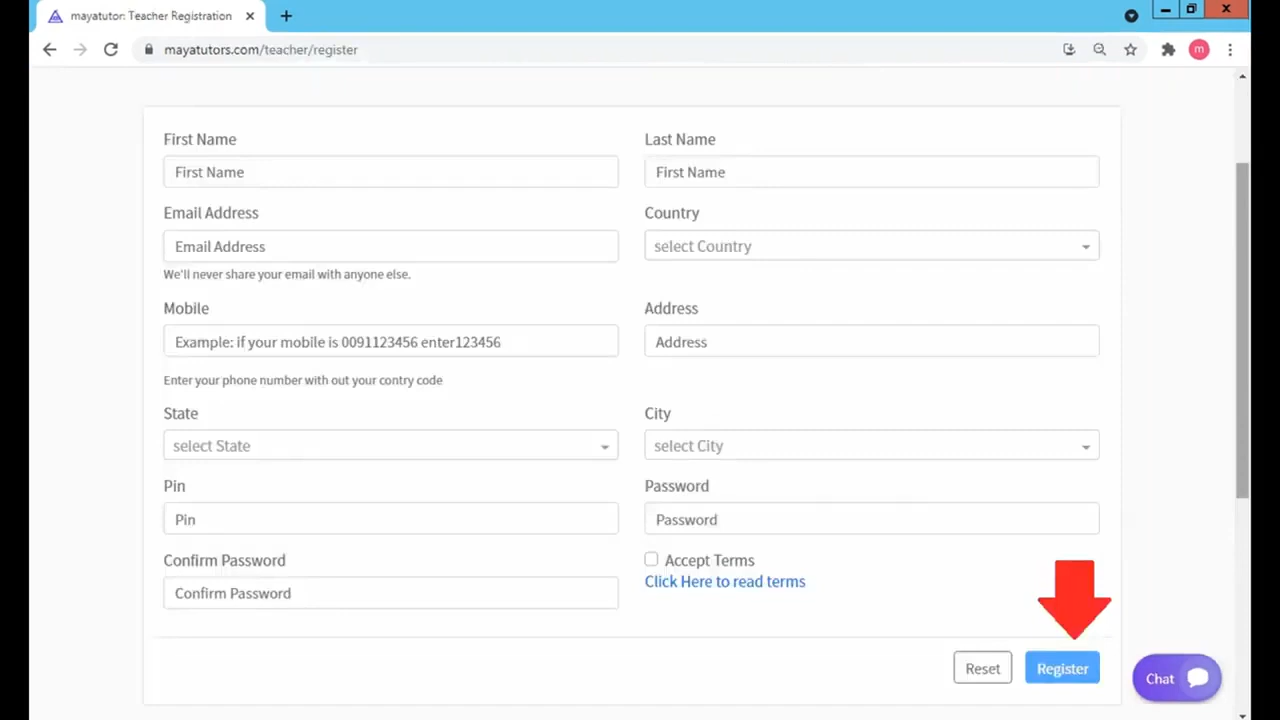 mayatutor: Teacher Registration
mayatutors.com/teacher/register
m
First Name
Last Name
First Name
First Name
Email Address
Country
Email Address
select Country
We'll never share your email with anyone else.
Mobile
Address
Example: if your mobile is 0091123456 enter123456
Address
Enter your phone number with out your contry code
State
City
select State
select City
Pin
Password
Pin
Password
Confirm Password
Accept Terms
Click Here to read terms
Confirm Password
Reset
Register
Chat